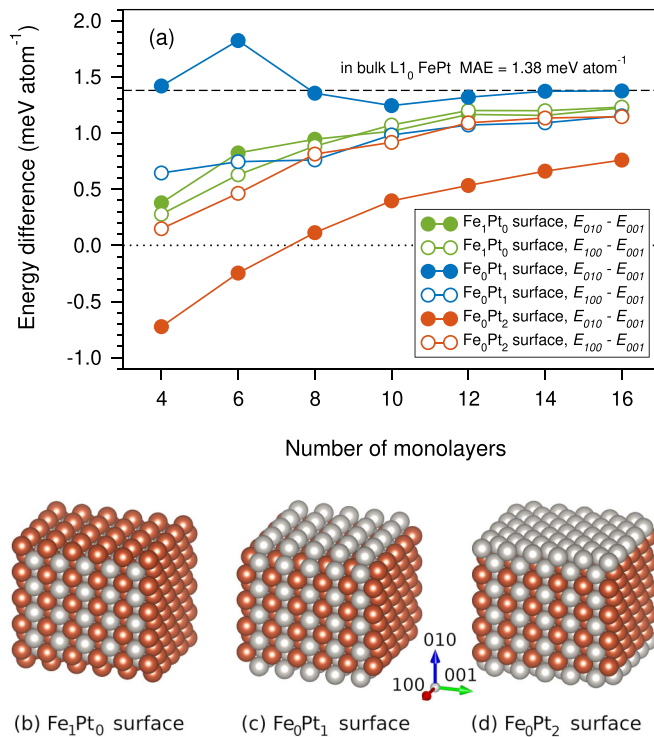 (a)
in bulk L1₀ FePt MAE = 1.38 meV atom⁻¹
Energy difference (meV atom⁻¹)
2.0
1.5
1.0
0.5
0.0
-0.5
-1.0
Fe₁Pt₀ surface, E₀₁₀ - E₀₀₁
Fe₁Pt₀ surface, E₁₀₀ - E₀₀₁
Fe₀Pt₁ surface, E₀₁₀ - E₀₀₁
Fe₀Pt₁ surface, E₁₀₀ - E₀₀₁
Fe₀Pt₂ surface, E₀₁₀ - E₀₀₁
Fe₀Pt₂ surface, E₁₀₀ - E₀₀₁
4 6 8 10 12 14 16
Number of monolayers
010
001
100
(b) Fe₁Pt₀ surface
(c) Fe₀Pt₁ surface
(d) Fe₀Pt₂ surface